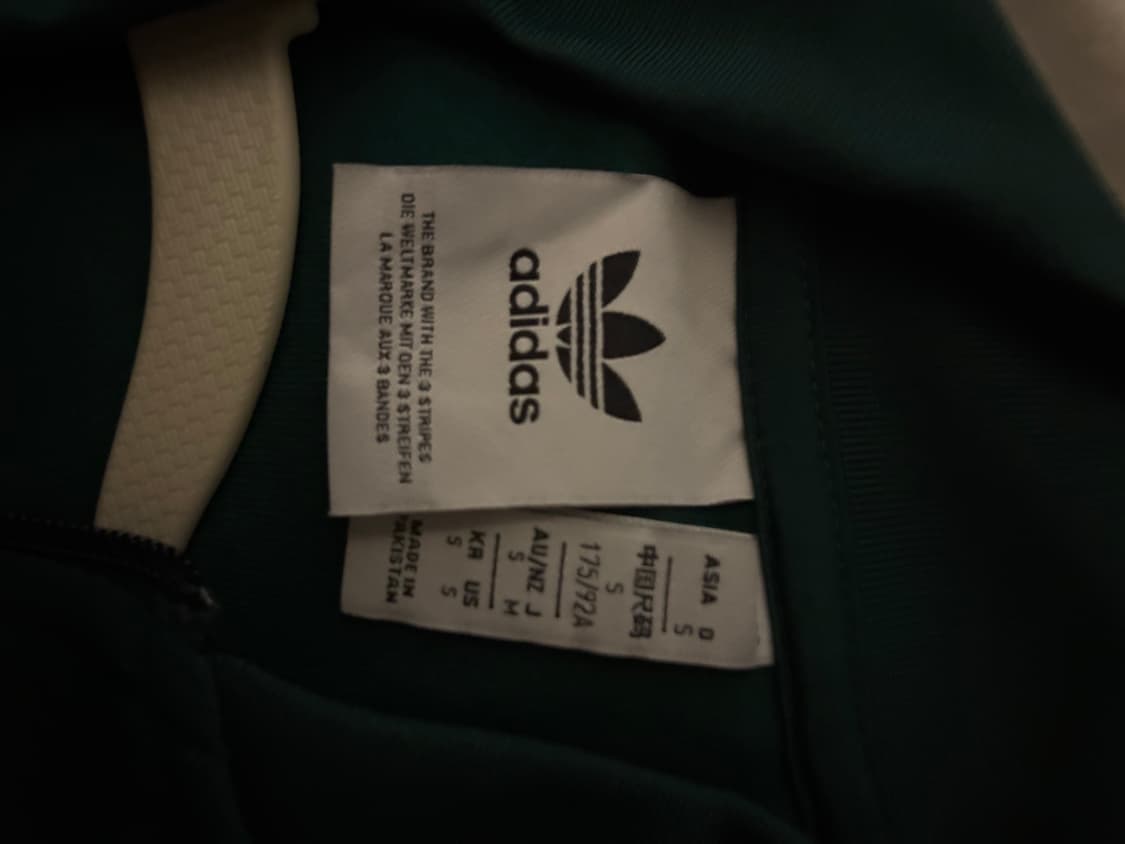 adidas
THE BRAND WITH THE 3 STRIPES
DIE WELTMARKE MIT DEN 3 STREIFEN
LA MARQUE AUX 3 BANDES
ASIA D
S
中国尺码
S
175/92A
AU/NZ J
S M
KR US
S S
MADE IN
PAKISTAN